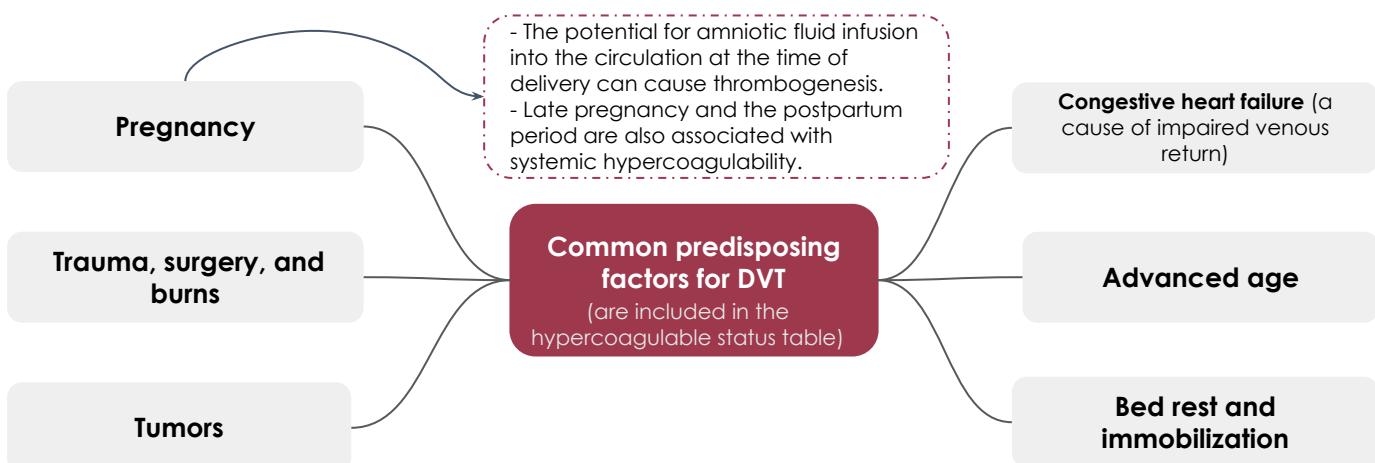 - The potential for amniotic fluid infusion
into the circulation at the time of
delivery can cause thrombogenesis.
- Late pregnancy and the postpartum
period are also associated with
systemic hypercoagulability.
Pregnancy
Trauma, surgery, and
burns
Tumors
Common predisposing
factors for DVT
(are included in the
hypercoagulable status table)
Congestive heart failure (a
cause of impaired venous
return)
Advanced age
Bed rest and
immobilization